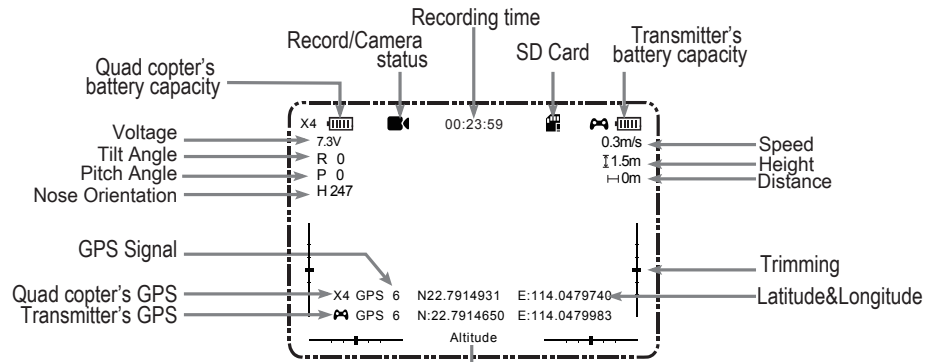 Recording time
Record/Camera
status
SD Card
Transmitter's
battery capacity
Quad copter's
battery capacity
X4
00:23:59
Voltage
7.3V
0.3m/s
Speed
Tilt Angle
R 0
1.5m
Height
Pitch Angle
P 0
0m
Distance
Nose Orientation
H 247
GPS Signal
Trimming
Quad copter's GPS
X4 GPS 6 N22.7914931 E:114.0479740
Latitude&Longitude
Transmitter's GPS
GPS 6 N:22.7914650 E:114.0479983
Altitude